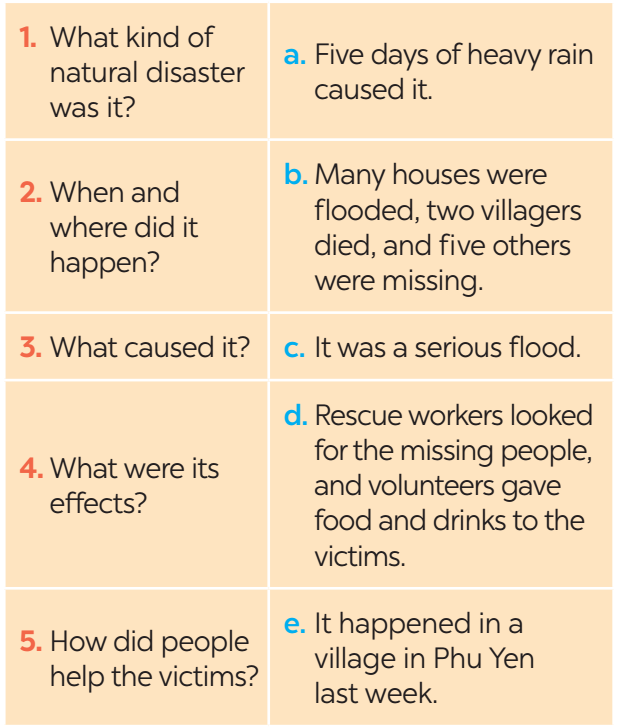 1. What kind of
natural disaster
was it?
a. Five days of heavy rain
caused it.
2. When and
where did it
happen?
b. Many houses were
flooded, two villagers
died, and five others
were missing.
3. What caused it?
c. It was a serious flood.
4. What were its
effects?
d. Rescue workers looked
for the missing people,
and volunteers gave
food and drinks to the
victims.
5. How did people
help the victims?
e. It happened in a
village in Phu Yen
last week.